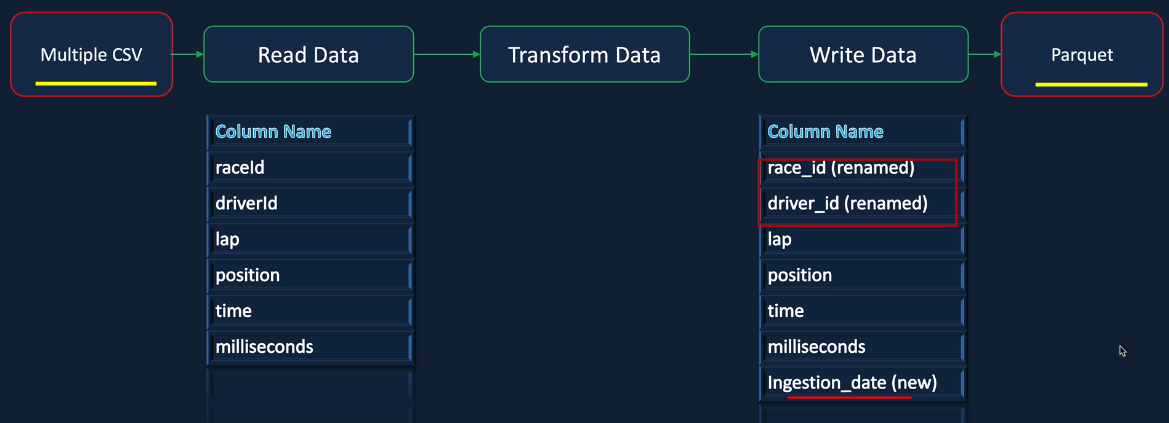 Multiple CSV
Read Data
Transform Data
Write Data
Parquet
Column Name
raceId
driverId
lap
position
time
milliseconds
Column Name
race_id (renamed)
driver_id (renamed)
lap
position
time
milliseconds
Ingestion_date (new)